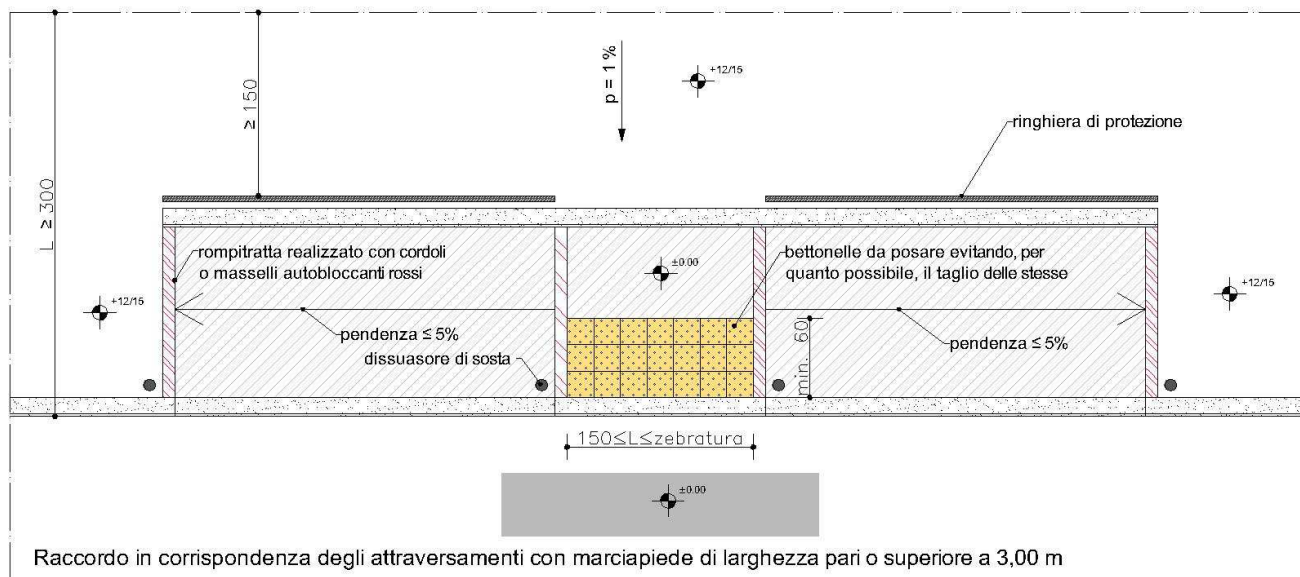 ≥ 150
L ≥ 300
p = 1 %
+12/15
ringhiera di protezione
rompitratta realizzato con cordoli
o masselli autobloccanti rossi
±0.00
bettonelle da posare evitando, per
quanto possibile, il taglio delle stesse
+12/15
+12/15
pendenza ≤ 5%
dissuasore di sosta
min. 60
pendenza ≤ 5%
150≤L≤zebratura
±0.00
Raccordo in corrispondenza degli attraversamenti con marciapiede di larghezza pari o superiore a 3,00 m